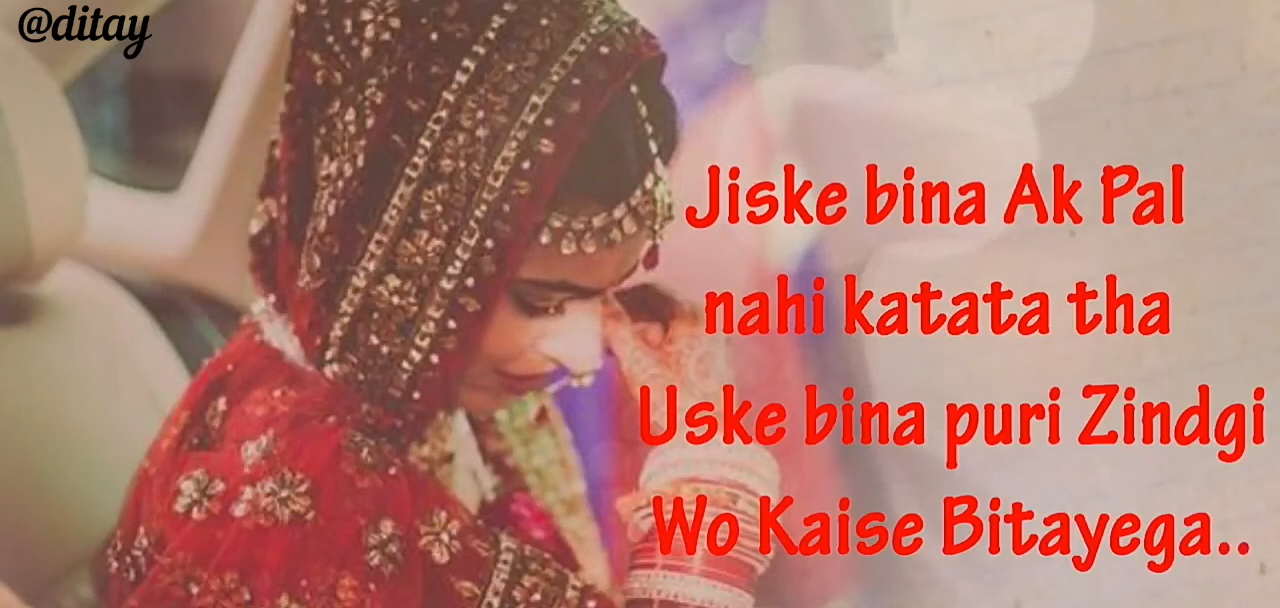 @ditay
Jiske bina Ak Pal
nahi katata tha
Uske bina puri Zindgi
Wo Kaise Bitayega..